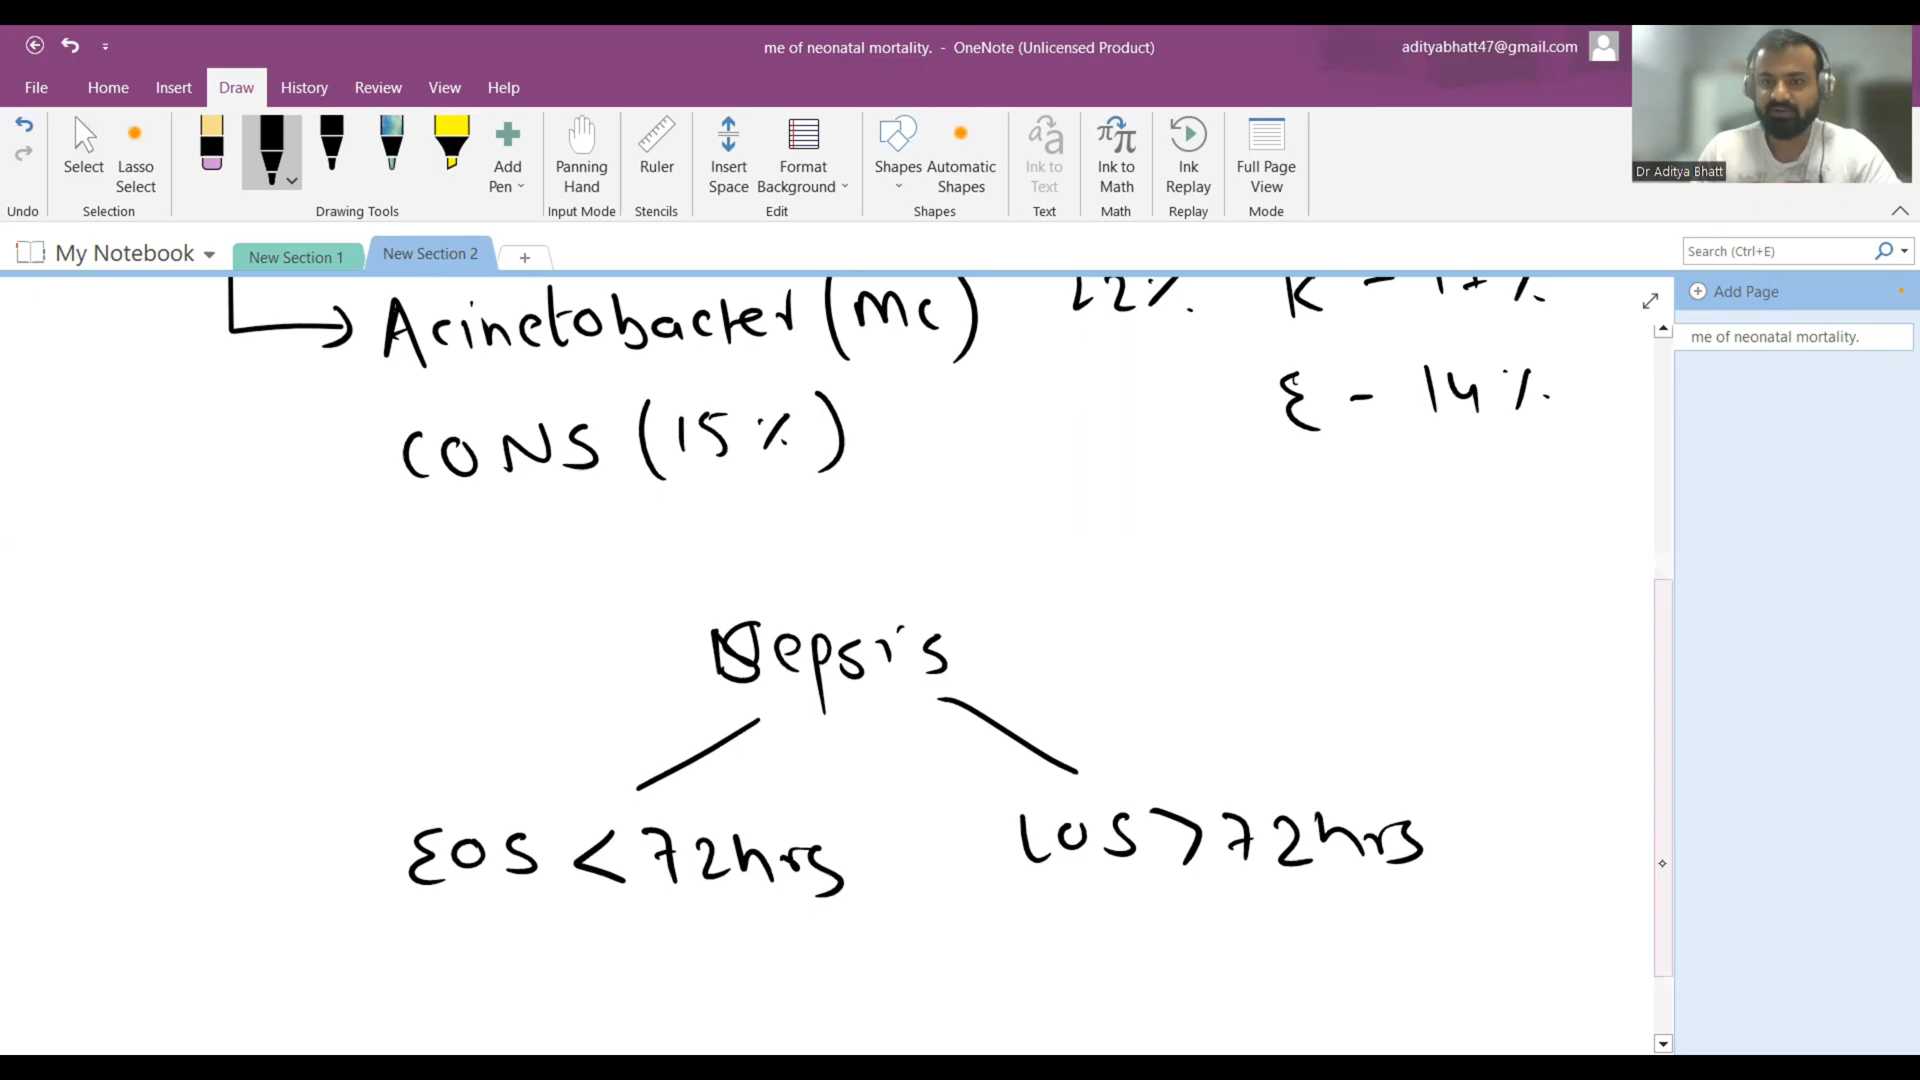 me of neonatal mortality. - OneNote (Unlicensed Product)
adityabhatt47@gmail.com
File Home Insert Draw History Review View Help
Select
Lasso Select
Add Pen
Panning Hand
Ruler
Insert Space
Format Background
Shapes
Automatic Shapes
Ink to Text
Ink to Math
Ink Replay
Full Page View
Dr Aditya Bhatt
Undo Selection Drawing Tools Input Mode Stencils Edit Shapes Text Math Replay Mode
My Notebook New Section 1 New Section 2
Search (Ctrl+E)
Add Page
me of neonatal mortality.
Acinetobacter (mc) 22%. K - 17%
E - 14%.
CONS (15%)
Sepsis
EOS < 72hrs
LOS > 72hrs